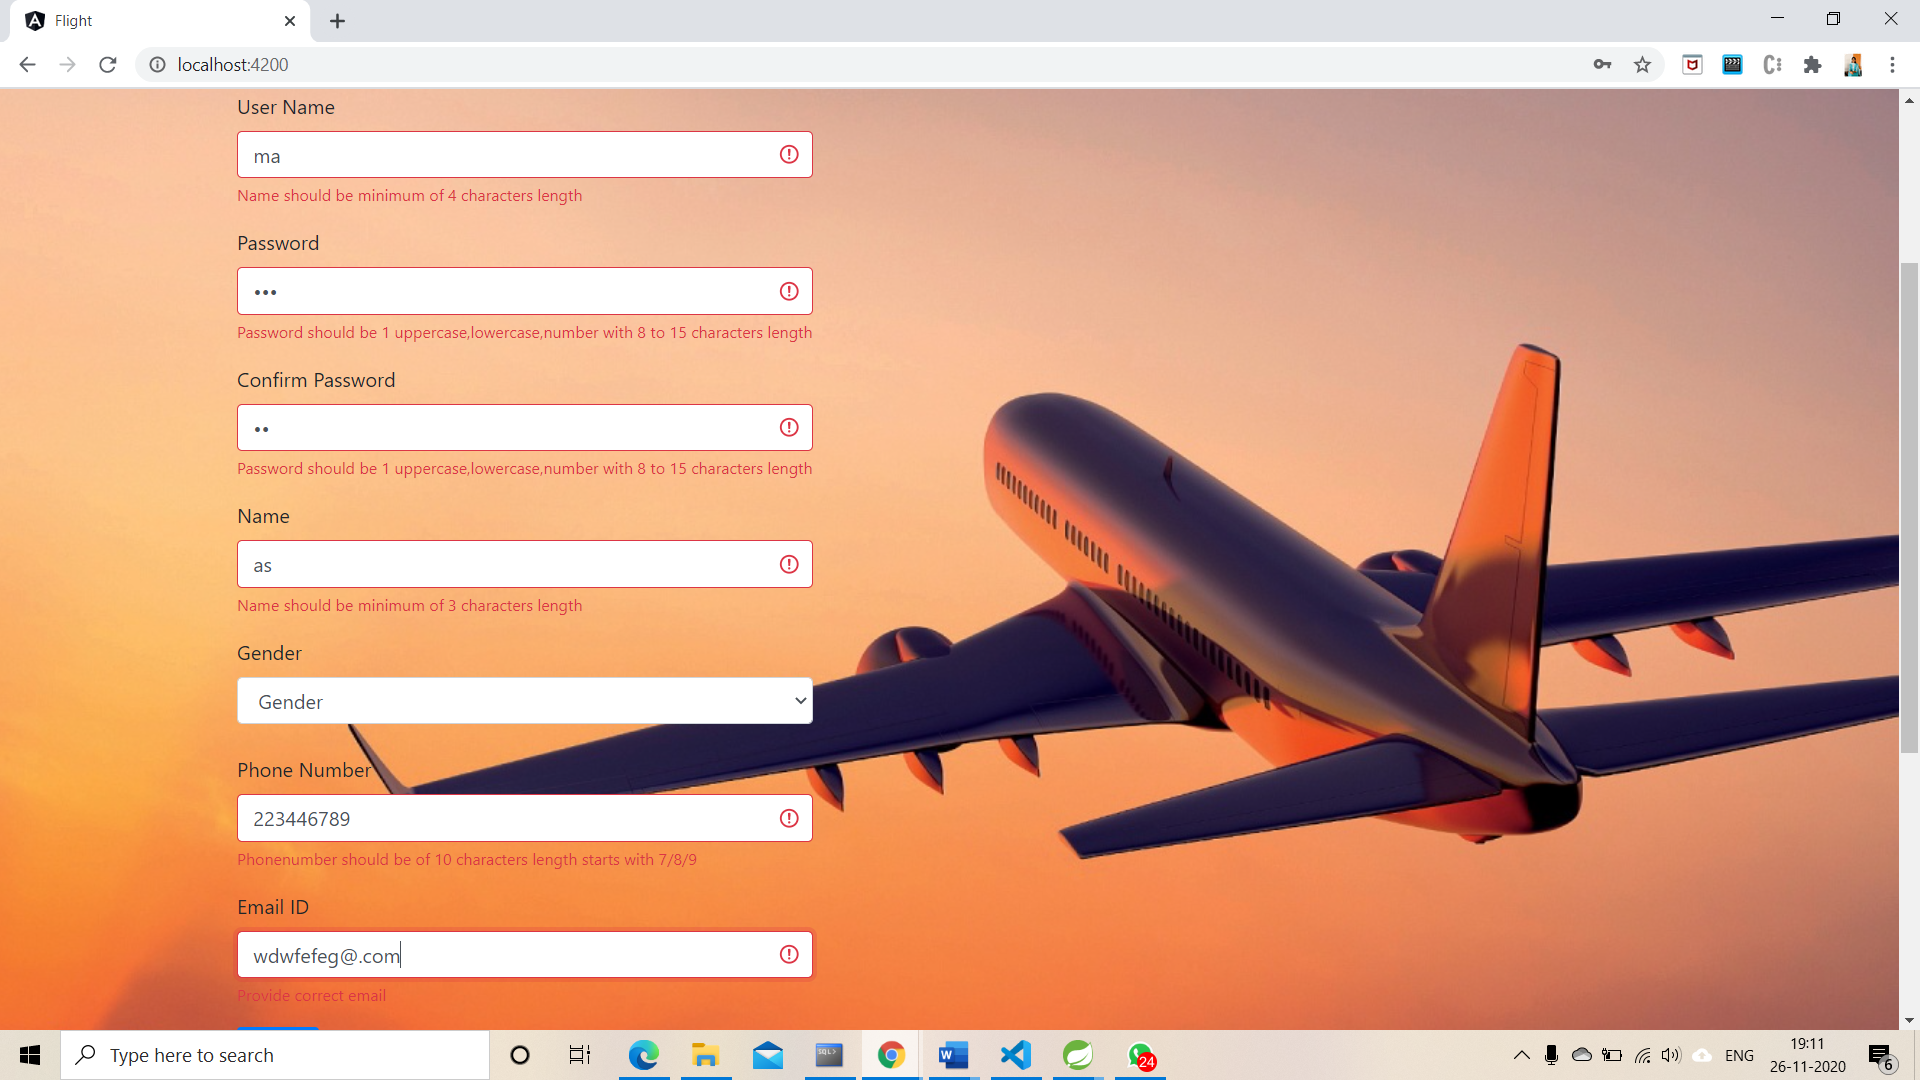 Flight
localhost:4200
User Name
ma
Name should be minimum of 4 characters length
Password
•••
Password should be 1 uppercase,lowercase,number with 8 to 15 characters length
Confirm Password
••
Password should be 1 uppercase,lowercase,number with 8 to 15 characters length
Name
as
Name should be minimum of 3 characters length
Gender
Gender
Phone Number
223446789
Phonenumber should be of 10 characters length starts with 7/8/9
Email ID
wdwfefeg@.com
Provide correct email
Type here to search
SQL>
W
24
ENG
19:11
26-11-2020
6